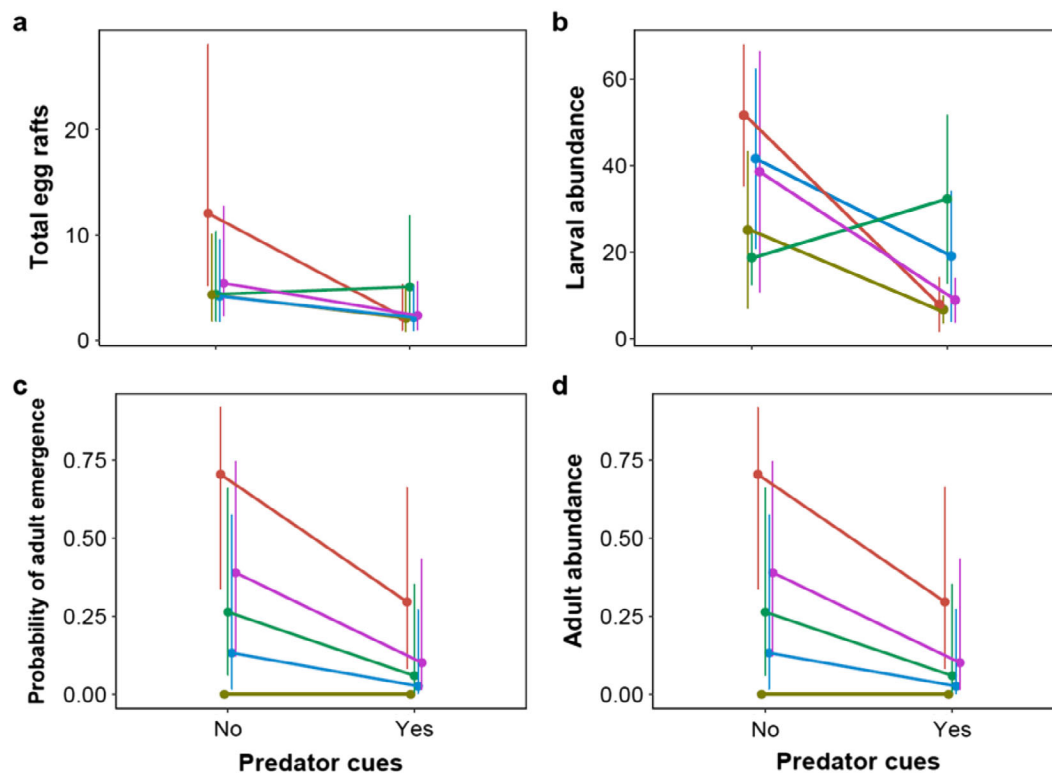 a
Total egg rafts
20
10
0
b
Larval abundance
60
40
20
0
c
Probability of adult emergence
0.75
0.50
0.25
0.00
No Yes
Predator cues
d
Adult abundance
0.75
0.50
0.25
0.00
No Yes
Predator cues